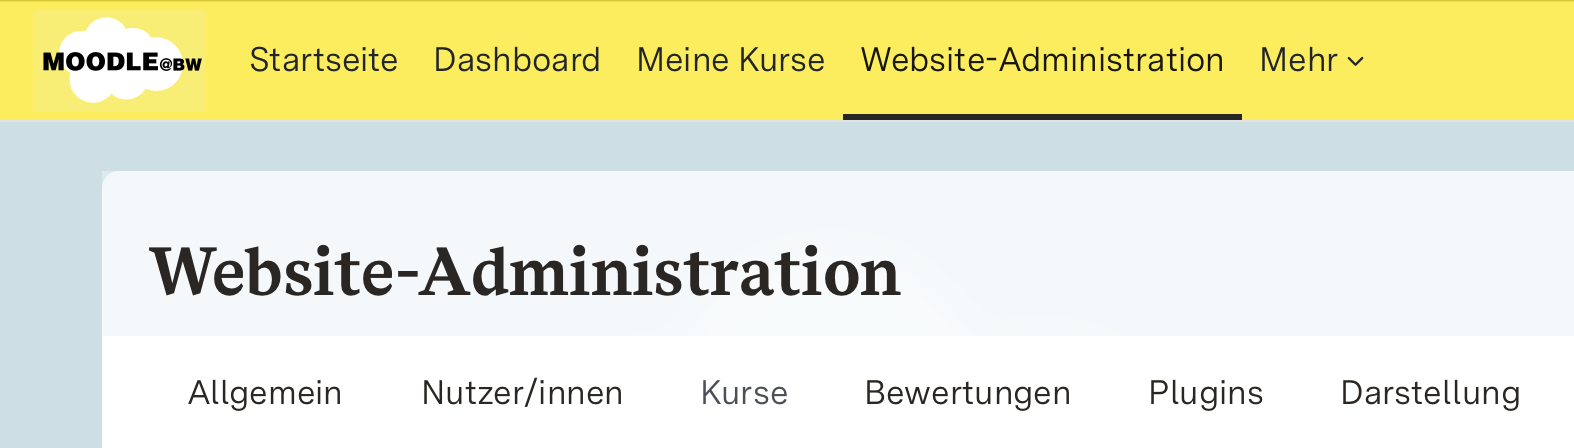 MOODLE@BW Startseite Dashboard Meine Kurse Website-Administration Mehr
Website-Administration
Allgemein Nutzer/innen Kurse Bewertungen Plugins Darstellung